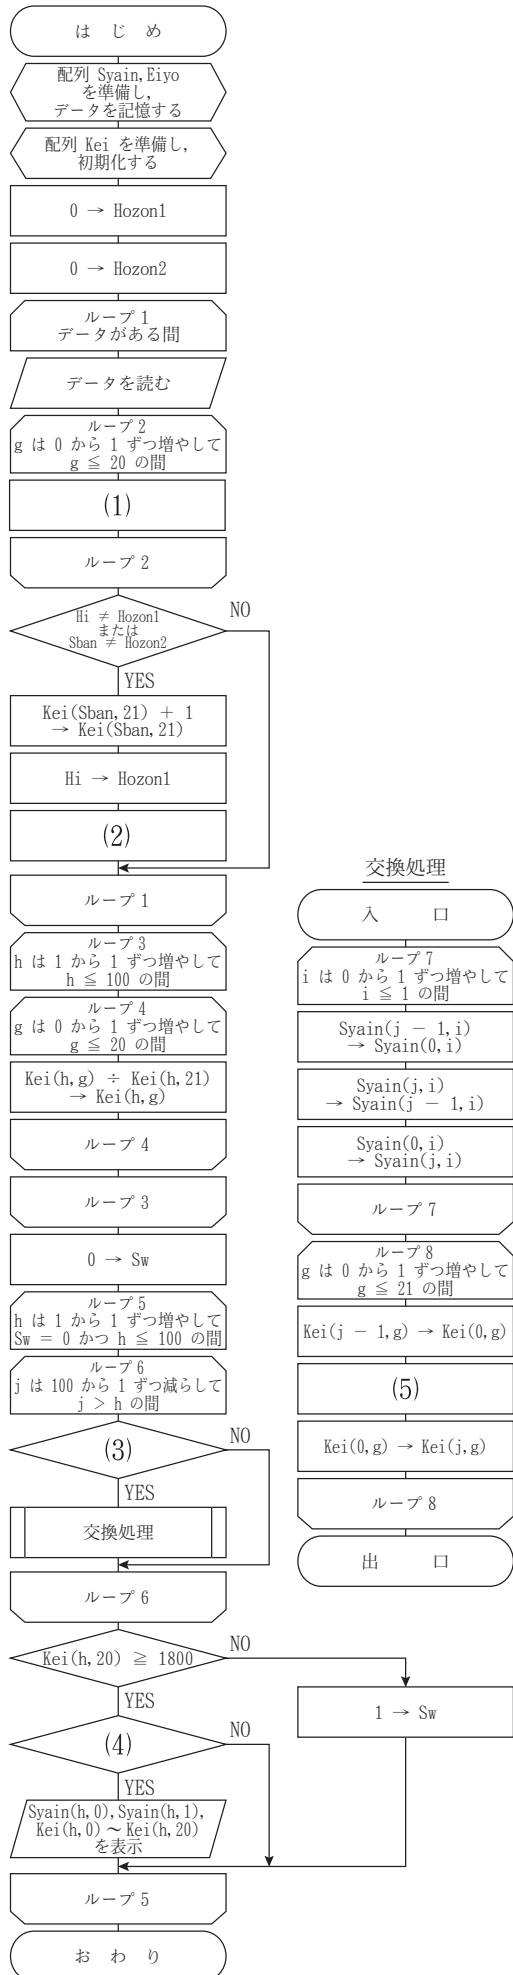 は じ め
配列 Syain,Eiyo
を準備し,
データを記憶する
配列 Kei を準備し,
初期化する
0 → Hozon1
0 → Hozon2
ループ 1
データがある間
データを読む
ループ 2
g は 0 から 1 ずつ増やして
g ≦ 20 の間
(1)
ループ 2
Hi ≠ Hozon1
または
Sban ≠ Hozon2
NO
YES
Kei(Sban,21) + 1
→ Kei(Sban,21)
Hi → Hozon1
(2)
ループ 1
ループ 3
h は 1 から 1 ずつ増やして
h ≦ 100 の間
ループ 4
g は 0 から 1 ずつ増やして
g ≦ 20 の間
Kei(h,g) ÷ Kei(h,21)
→ Kei(h,g)
ループ 4
ループ 3
0 → Sw
ループ 5
h は 1 から 1 ずつ増やして
Sw = 0 かつ h ≦ 100 の間
ループ 6
j は 100 から 1 ずつ減らして
j > h の間
(3)
NO
YES
交換処理
ループ 6
Kei(h,20) ≧ 1800
NO
YES
1 → Sw
(4)
NO
YES
Syain(h,0),Syain(h,1),
Kei(h,0) ～ Kei(h,20)
を表示
ループ 5
お わ り
交換処理
入 口
ループ 7
i は 0 から 1 ずつ増やして
i ≦ 1 の間
Syain(j − 1,i)
→ Syain(0,i)
Syain(j,i)
→ Syain(j − 1,i)
Syain(0,i)
→ Syain(j,i)
ループ 7
ループ 8
g は 0 から 1 ずつ増やして
g ≦ 21 の間
Kei(j − 1,g) → Kei(0,g)
(5)
Kei(0,g) → Kei(j,g)
ループ 8
出 口